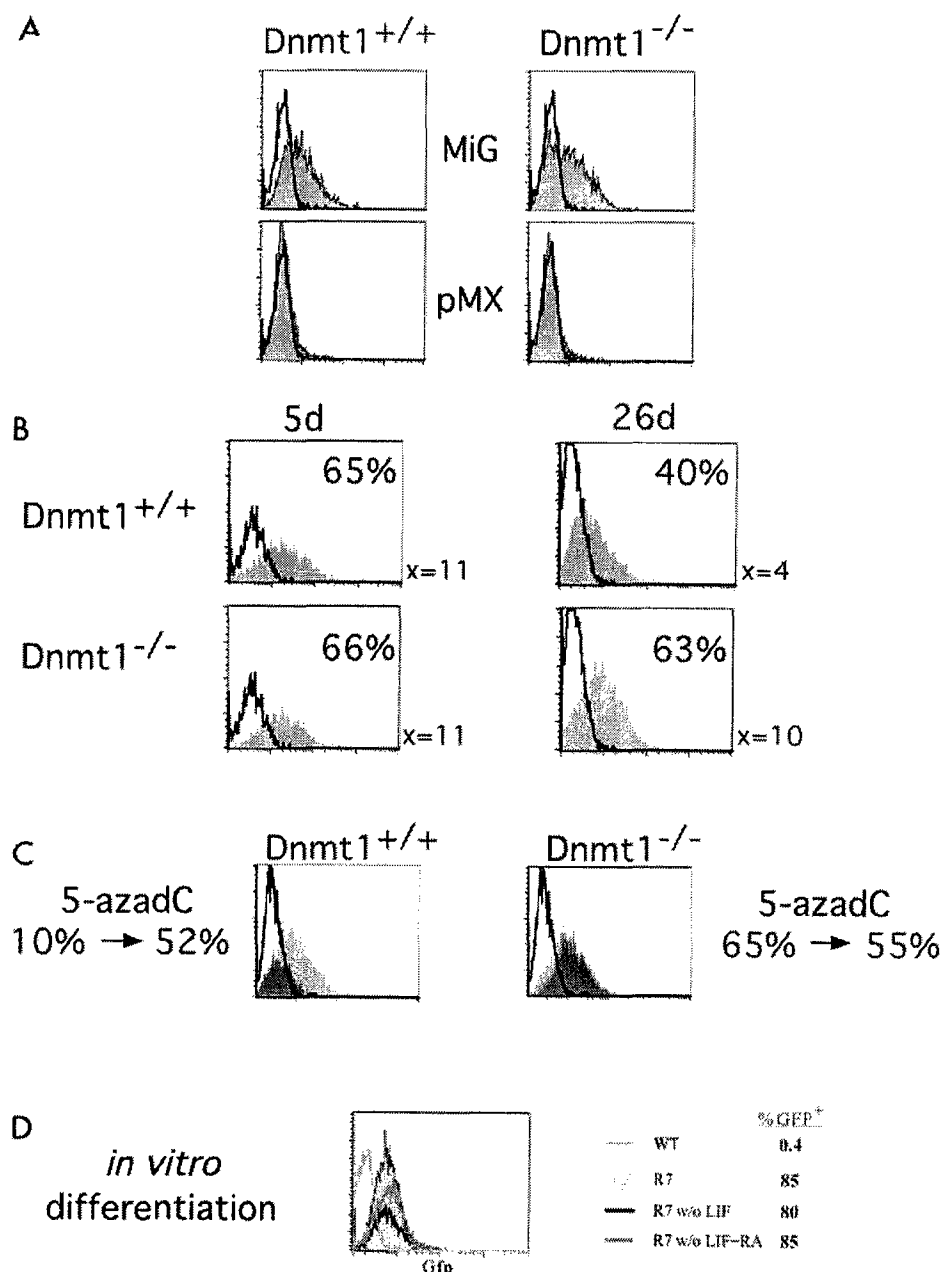 A
Dnmt1+/+ Dnmt1-/-
MiG
pMX
B
5d 26d
Dnmt1+/+
65% x=11
40% x=4
Dnmt1-/-
66% x=11
63% x=10
C
Dnmt1+/+ Dnmt1-/-
5-azadC
10% → 52%
5-azadC
65% → 55%
D
in vitro
differentiation
Gfp
%GFP+
WT 0.4
R7 85
R7 w/o LIF 80
R7 w/o LIF-RA 85